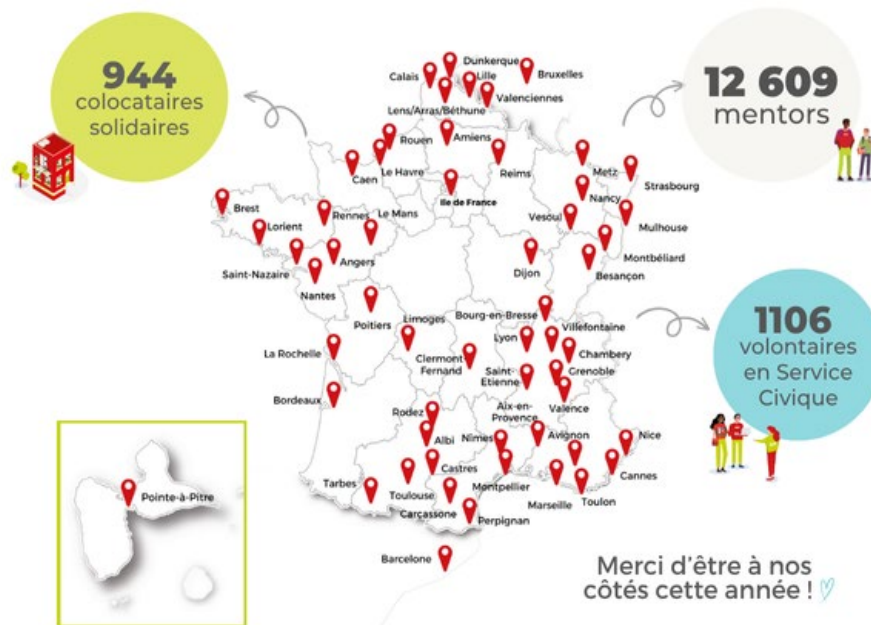 944
colocataires
solidaires
12 609
mentors
1106
volontaires
en Service
Civique
Dunkerque
Calais
Lille
Bruxelles
Lens/Arras/Béthune
Valenciennes
Rouen
Amiens
Caen
Le Havre
Reims
Metz
Strasbourg
Brest
Rennes
Le Mans
Ile de France
Nancy
Vesoul
Lorient
Mulhouse
Angers
Montbéliard
Saint-Nazaire
Dijon
Besançon
Nantes
Poitiers
Limoges
Bourg-en-Bresse
Villefontaine
Lyon
La Rochelle
Clermont
Fernand
Chambery
Saint-
Etienne
Grenoble
Bordeaux
Valence
Rodez
Aix-en-
Provence
Albi
Nîmes
Avignon
Nice
Castres
Cannes
Tarbes
Toulouse
Montpellier
Marseille
Toulon
Carçassone
Perpignan
Barcelone
Pointe-à-Pitre
Merci d'être à nos
côtés cette année !